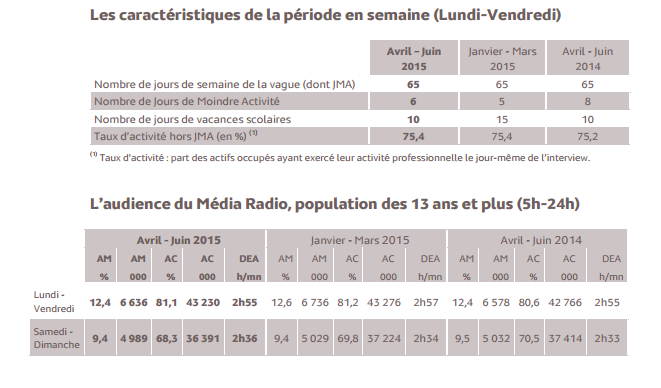 Les caractéristiques de la période en semaine (Lundi-Vendredi)
Avril – Juin 2015 Janvier - Mars 2015 Avril - Juin 2014
Nombre de jours de semaine de la vague (dont JMA) 65 65 65
Nombre de Jours de Moindre Activité 6 5 8
Nombre de jours de vacances scolaires 10 15 10
Taux d'activité hors JMA (en %) (1) 75,4 75,4 75,2
(1) Taux d'activité : part des actifs occupés ayant exercé leur activité professionnelle le jour-même de l'interview.
L'audience du Média Radio, population des 13 ans et plus (5h-24h)
Avril - Juin 2015 Janvier - Mars 2015 Avril - Juin 2014
AM AM AC AC DEA AM AM AC AC DEA AM AM AC AC DEA
% 000 % 000 h/mn % 000 % 000 h/mn % 000 % 000 h/mn
Lundi - Vendredi 12,4 6 636 81,1 43 230 2h55 12,6 6 736 81,2 43 276 2h57 12,4 6 578 80,6 42 766 2h55
Samedi - Dimanche 9,4 4 989 68,3 36 391 2h36 9,4 5 029 69,8 37 224 2h34 9,5 5 032 70,5 37 414 2h33